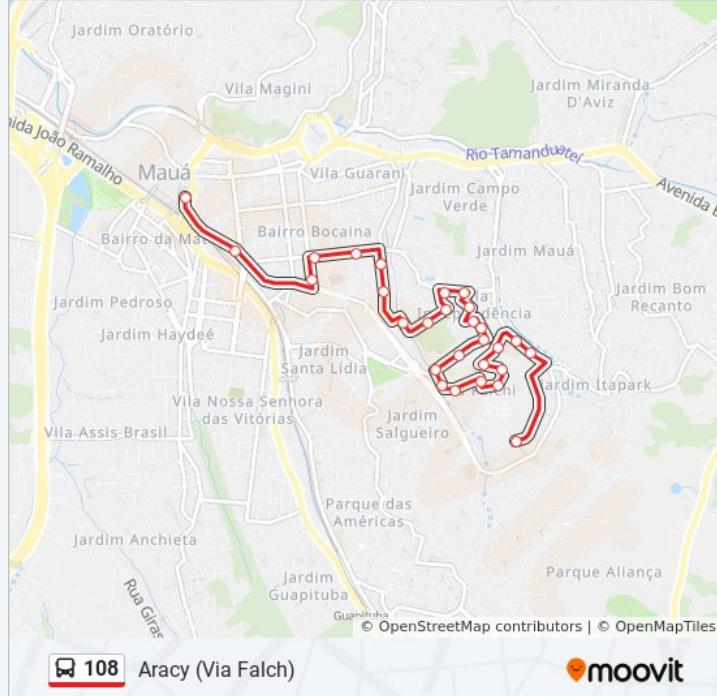 Jardim Oratório
Vila Magini
Jardim Miranda
D'Aviz
nida João Ramalho
Rio Tamanduateí
Mauá
Vila Guarani
Jardim Campo
Verde
Avenida B
Bairro da Mat
Bairro Bocaina
Jardim Mauá
Jardim Pedroso
Jardim Bom
Recanto
Jardim Haydeé
Jardim
Santa Lídia
Jardim Itapark
Vila Nossa Senhora
das Vitórias
Vila Assis Brasil
Jardim
Salgueiro
Parque das
Américas
Jardim Anchieta
Parque Aliança
Jardim
Guapituba
Rua Giras
Guapituba
© OpenStreetMap contributors | © OpenMapTiles
108 Aracy (Via Falch)
moovit